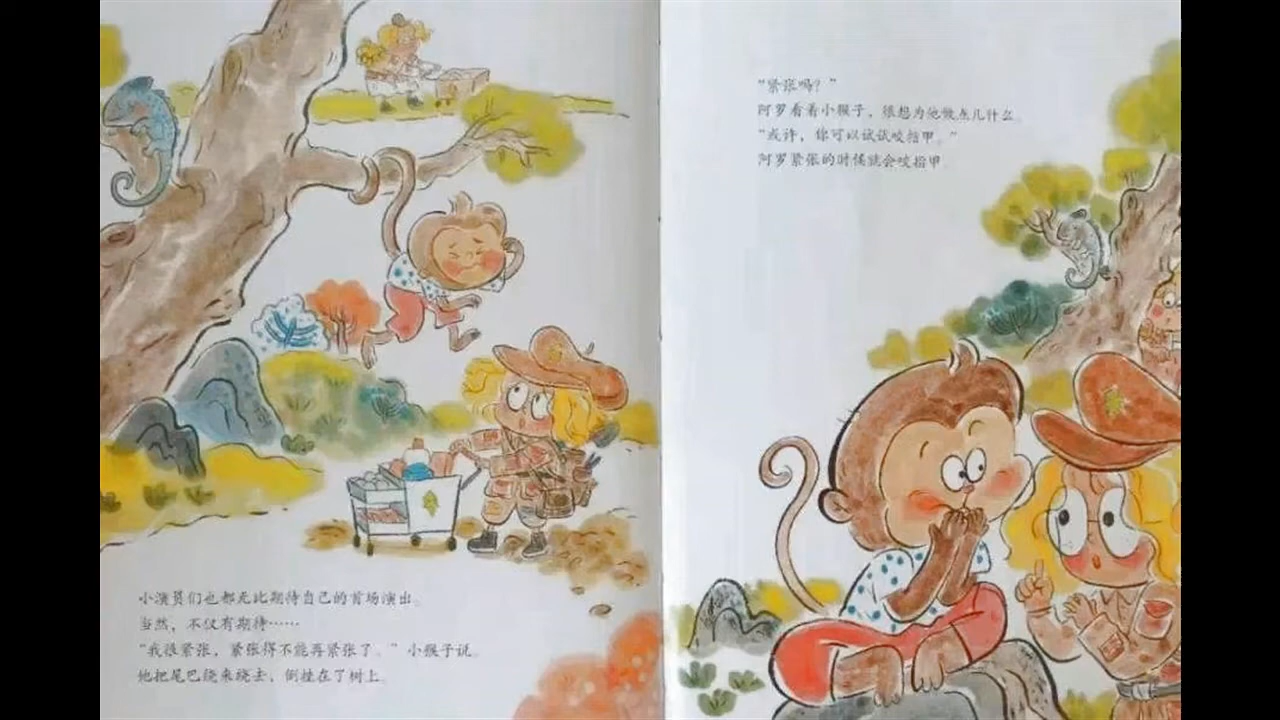 小演员们也都无比期待自己的首场演出。
当然，不仅有期待……
“我很紧张，紧张得不能再紧张了。”小猴子说。
他把尾巴绕来绕去，倒挂在了树上。
“紧张吗？”
阿罗看着小猴子，很想为他做点儿什么。
“或许，你可以试试咬指甲。”
阿罗紧张的时候就会咬指甲